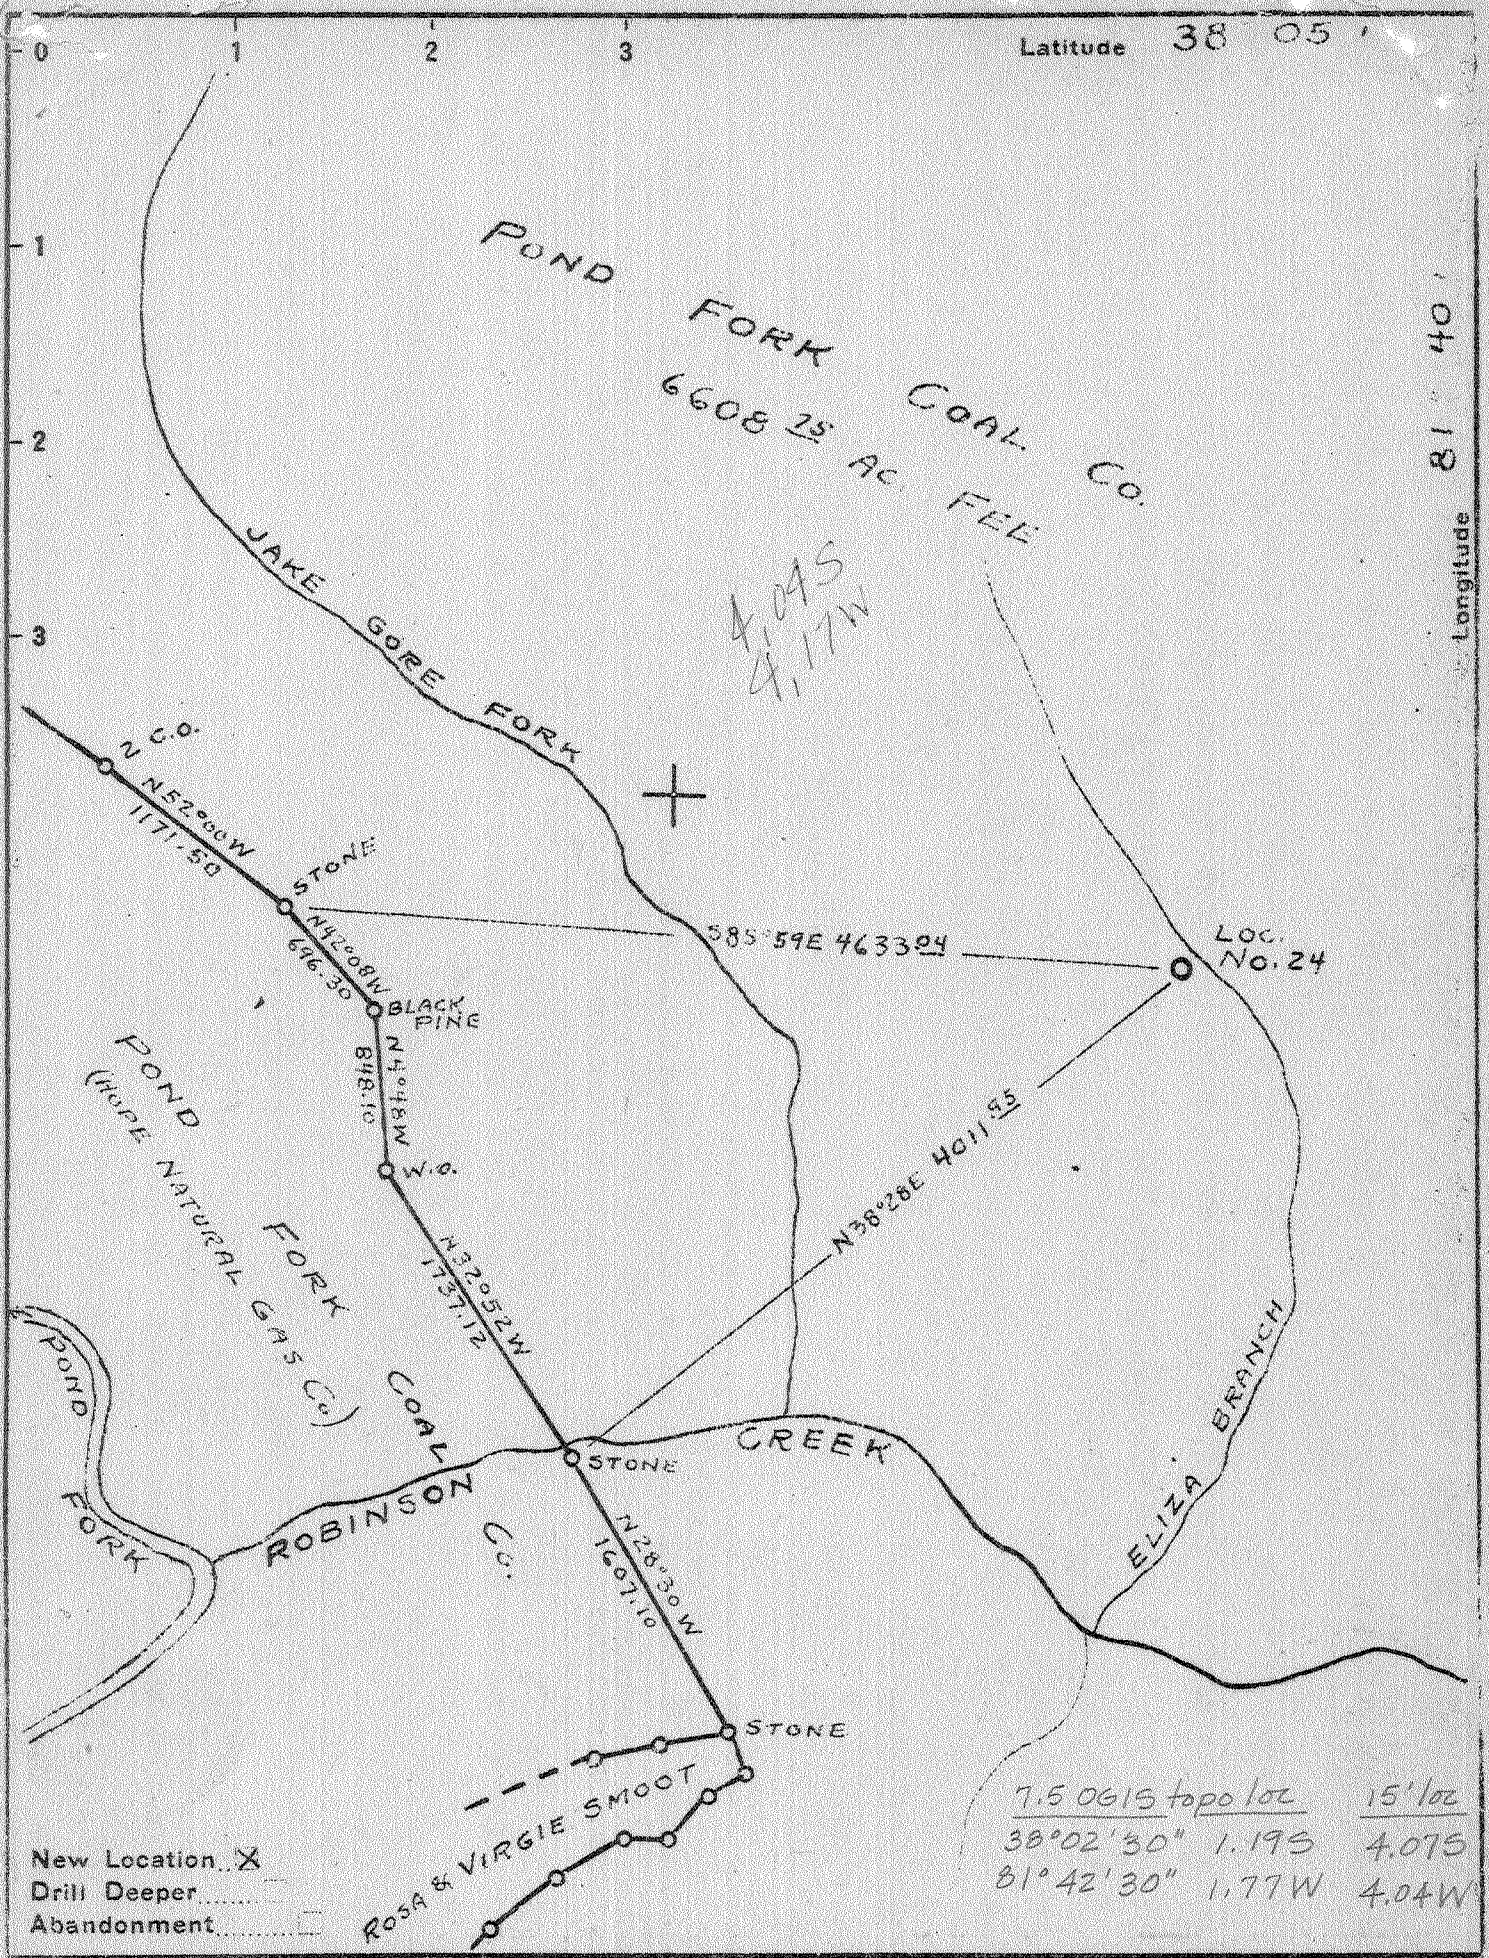 0 1 2 3 Latitude 38 05'
1
2
3
Longitude 81 40'
POND FORK COAL CO.
6608 75 AC. FEE
4.04S
4.17W
JAKE GORE FORK
2 C.O.
N52°00W
1171.50
STONE
N42°08W
696.30
BLACK
PINE
S85°59E 4633 04
LOC.
No. 24
N4°48W
848.10
W.O.
N38°28E 4011 95
POND FORK COAL CO.
(HOPE NATURAL GAS CO)
N32°52W
1737.12
POND FORK
ROBINSON CREEK
STONE
ELIZA BRANCH
N28°30W
1607.10
STONE
ROSA & VIRGIE SMOOT
7.5 OGIS topo loc 15' loc
38°02'30" 1.19S 4.07S
81°42'30" 1.77W 4.04W
New Location X
Drill Deeper
Abandonment